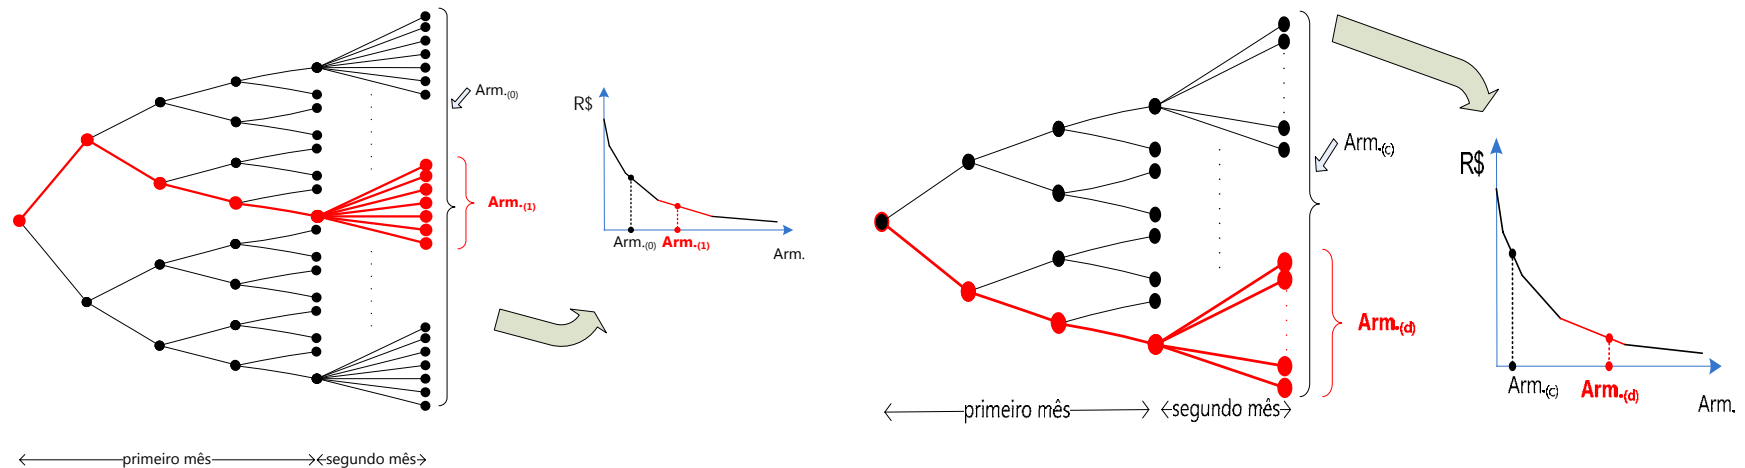 Arm.(0)
R$
Arm.(1)
Arm.(0) Arm.(1)
Arm.
primeiro mês segundo mês
Arm.(c)
R$
Arm.(d)
Arm.(c) Arm.(d)
Arm.
primeiro mês segundo mês